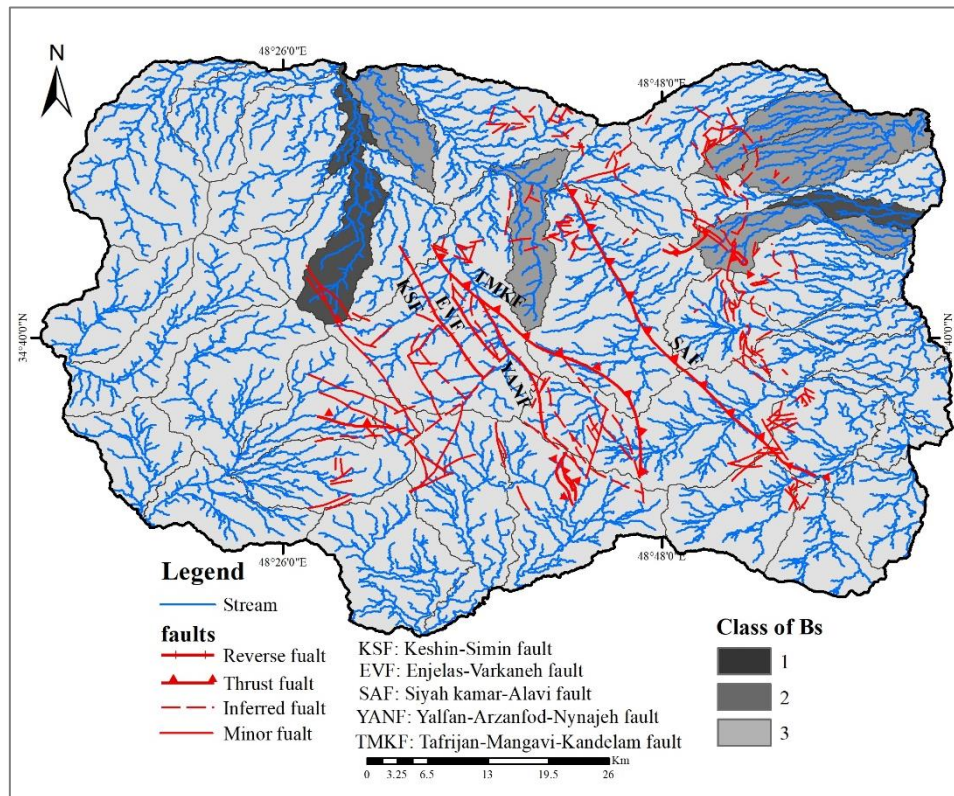 N
48°26'0"E
48°48'0"E
34°40'0"N
40'0"N
KSF
EVF
TMKF
YANF
SAF
48°26'0"E
48°48'0"E
Legend
Stream
faults
Reverse fualt
Thrust fualt
Inferred fualt
Minor fualt
KSF: Keshin-Simin fault
EVF: Enjelas-Varkaneh fault
SAF: Siyah kamar-Alavi fault
YANF: Yalfan-Arzanfod-Nynajeh fault
TMKF: Tafrijan-Mangavi-Kandelam fault
Km
0 3.25 6.5 13 19.5 26
Class of Bs
1
2
3